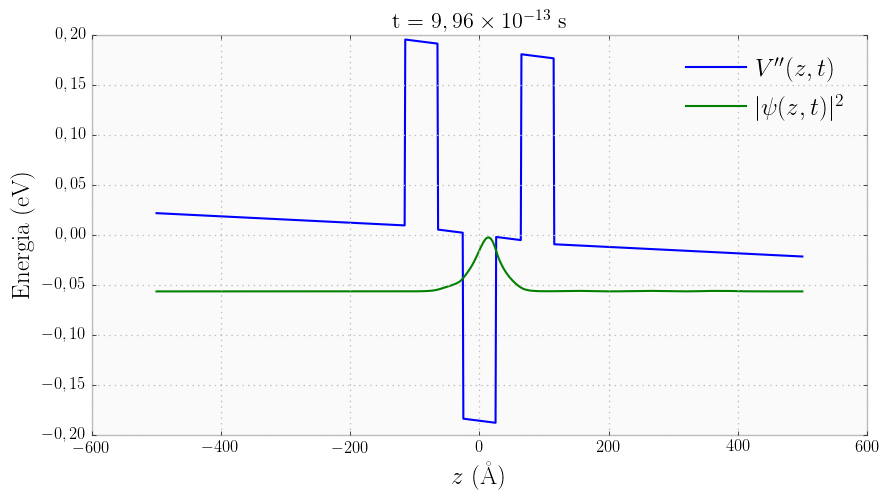 t = 9, 96 × 10⁻¹³ s
V''(z, t)
|ψ(z, t)|²
Energia (eV)
0, 20
0, 15
0, 10
0, 05
0, 00
−0, 05
−0, 10
−0, 15
−0, 20
−600 −400 −200 0 200 400 600
z (Å)